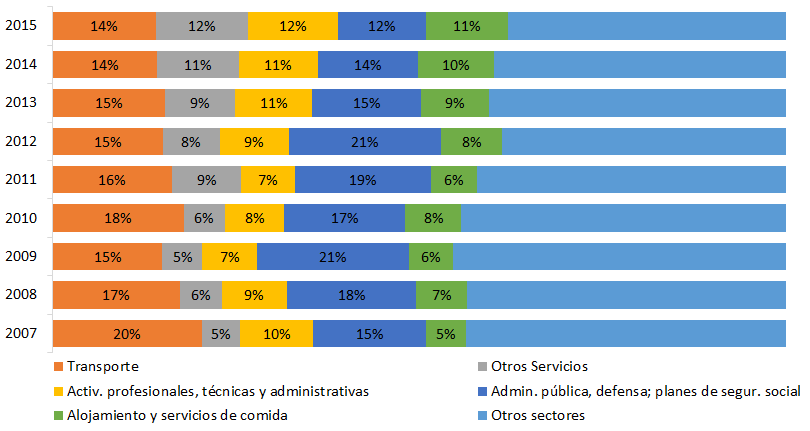 2015 14% 12% 12% 12% 11%
2014 14% 11% 11% 14% 10%
2013 15% 9% 11% 15% 9%
2012 15% 8% 9% 21% 8%
2011 16% 9% 7% 19% 6%
2010 18% 6% 8% 17% 8%
2009 15% 5% 7% 21% 6%
2008 17% 6% 9% 18% 7%
2007 20% 5% 10% 15% 5%
Transporte Otros Servicios
Activ. profesionales, técnicas y administrativas Admin. pública, defensa; planes de segur. social
Alojamiento y servicios de comida Otros sectores